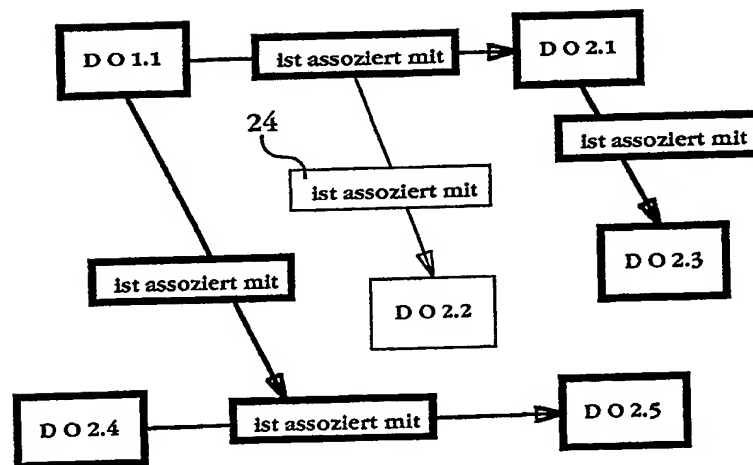 D O 1.1
ist assoziert mit
D O 2.1
24
ist assoziert mit
ist assoziert mit
D O 2.3
ist assoziert mit
D O 2.2
D O 2.4
ist assoziert mit
D O 2.5